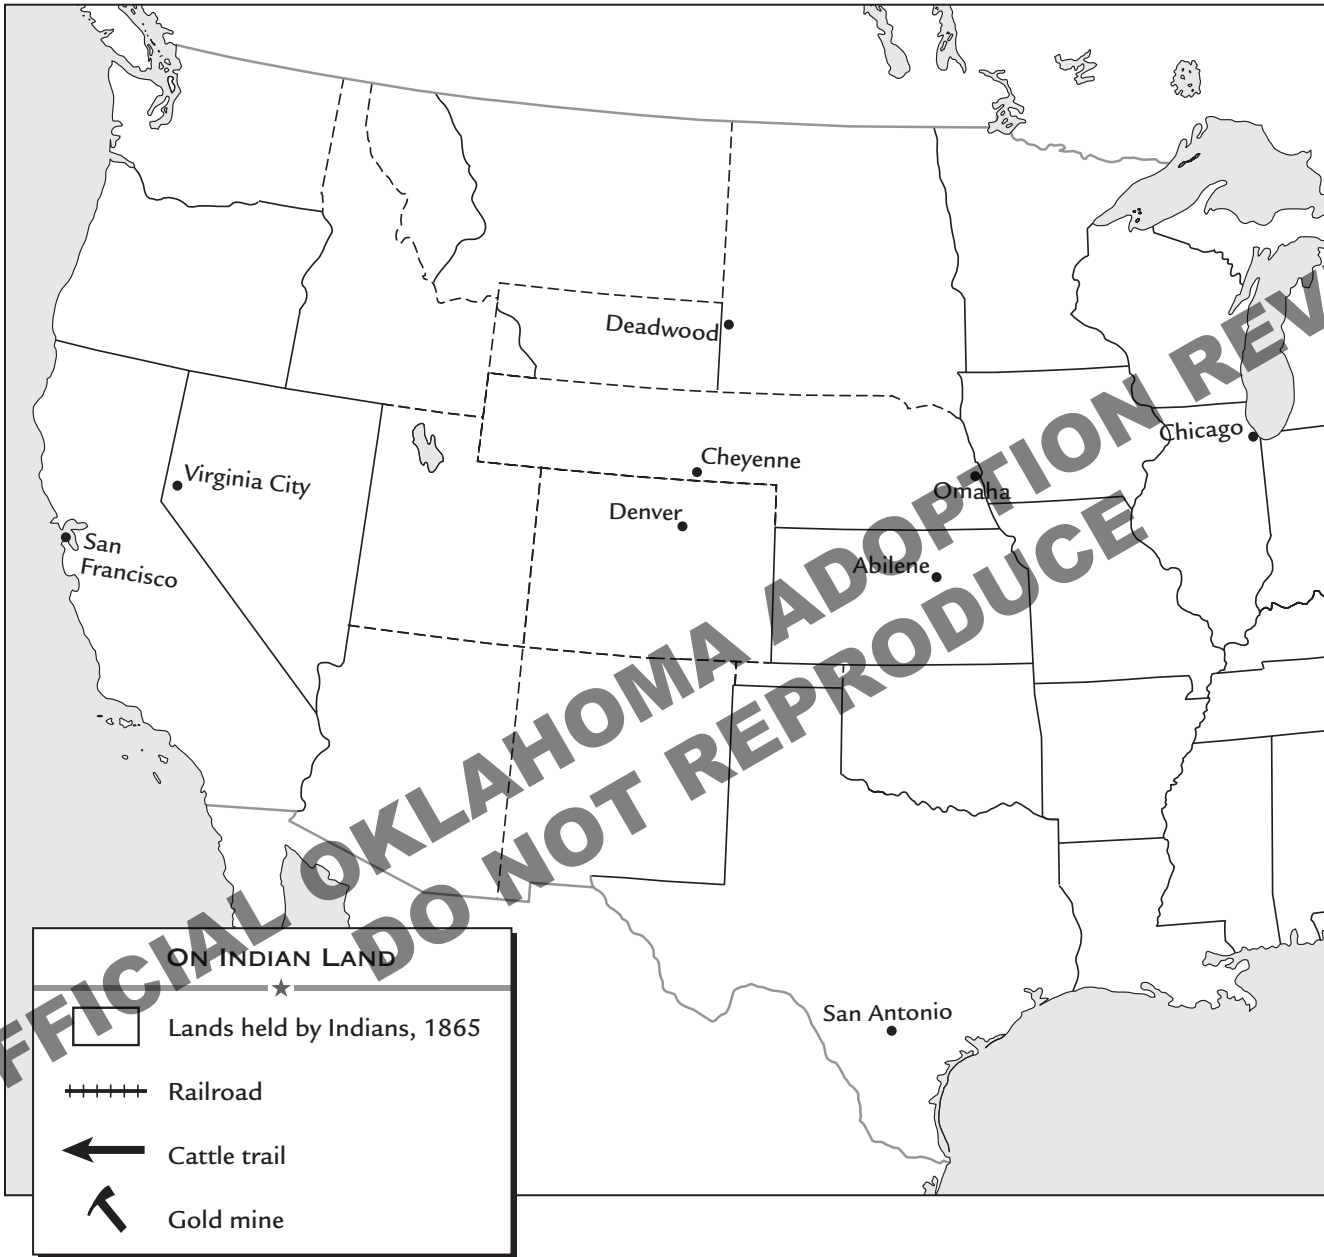 Deadwood
Cheyenne
Chicago
Virginia City
Omaha
Denver
San
Francisco
Abilene
FFICIAL OKLAHOMA ADOPTION REV
DO NOT REPRODUCE
San Antonio
ON INDIAN LAND
Lands held by Indians, 1865
Railroad
Cattle trail
Gold mine